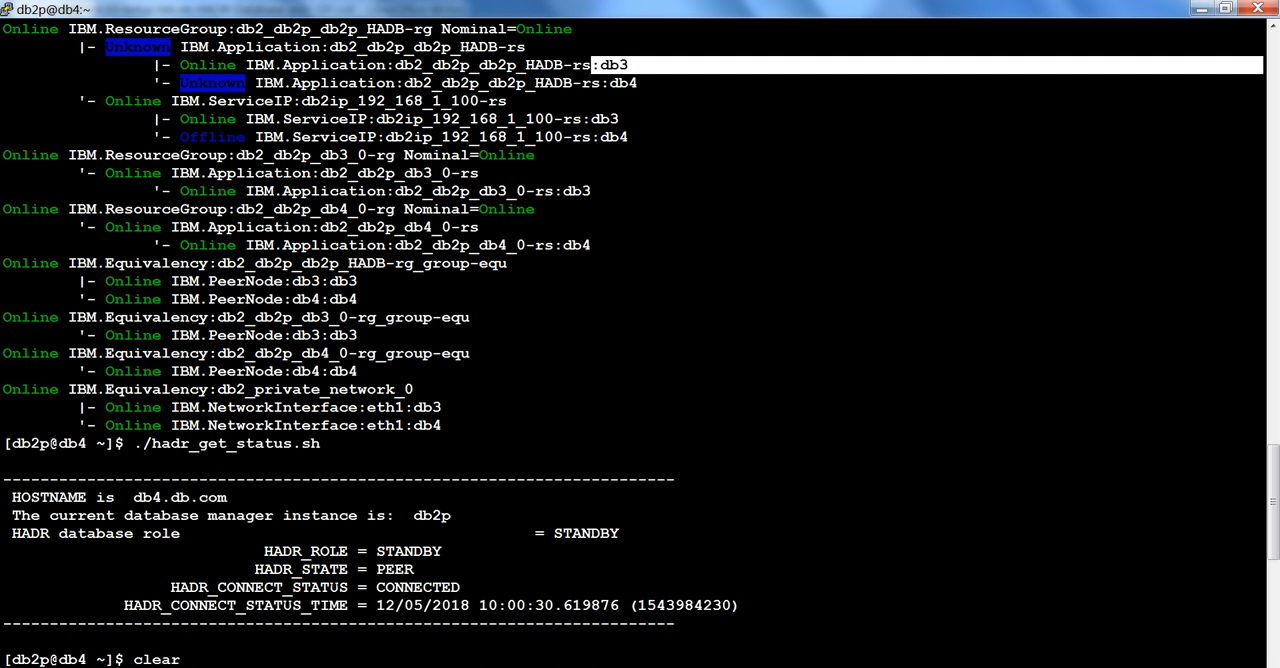 db2p@db4:~
Online IBM.ResourceGroup:db2_db2p_db2p_HADB-rg Nominal=Online
|- Unknown IBM.Application:db2_db2p_db2p_HADB-rs
|- Online IBM.Application:db2_db2p_db2p_HADB-rs:db3
'- Unknown IBM.Application:db2_db2p_db2p_HADB-rs:db4
'- Online IBM.ServiceIP:db2ip_192_168_1_100-rs
|- Online IBM.ServiceIP:db2ip_192_168_1_100-rs:db3
'- Offline IBM.ServiceIP:db2ip_192_168_1_100-rs:db4
Online IBM.ResourceGroup:db2_db2p_db3_0-rg Nominal=Online
'- Online IBM.Application:db2_db2p_db3_0-rs
'- Online IBM.Application:db2_db2p_db3_0-rs:db3
Online IBM.ResourceGroup:db2_db2p_db4_0-rg Nominal=Online
'- Online IBM.Application:db2_db2p_db4_0-rs
'- Online IBM.Application:db2_db2p_db4_0-rs:db4
Online IBM.Equivalency:db2_db2p_db2p_HADB-rg_group-equ
|- Online IBM.PeerNode:db3:db3
'- Online IBM.PeerNode:db4:db4
Online IBM.Equivalency:db2_db2p_db3_0-rg_group-equ
'- Online IBM.PeerNode:db3:db3
Online IBM.Equivalency:db2_db2p_db4_0-rg_group-equ
'- Online IBM.PeerNode:db4:db4
Online IBM.Equivalency:db2_private_network_0
|- Online IBM.NetworkInterface:eth1:db3
'- Online IBM.NetworkInterface:eth1:db4
[db2p@db4 ~]$ ./hadr_get_status.sh
------------------------------------------------------------------------
HOSTNAME is db4.db.com
The current database manager instance is: db2p
HADR database role = STANDBY
HADR_ROLE = STANDBY
HADR_STATE = PEER
HADR_CONNECT_STATUS = CONNECTED
HADR_CONNECT_STATUS_TIME = 12/05/2018 10:00:30.619876 (1543984230)
------------------------------------------------------------------------
[db2p@db4 ~]$ clear